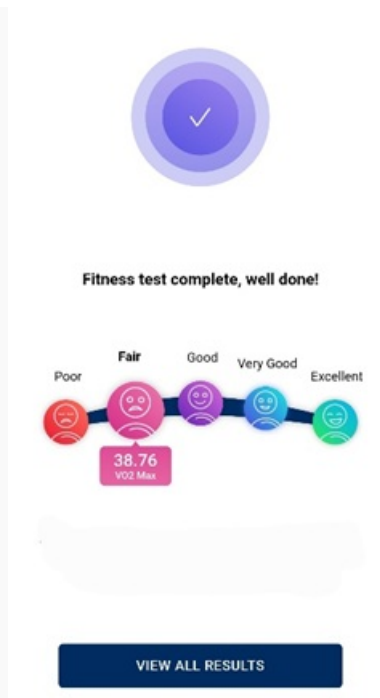 Fitness test complete, well done!
Poor
Fair
Good
Very Good
Excellent
38.76
VO2 Max
VIEW ALL RESULTS